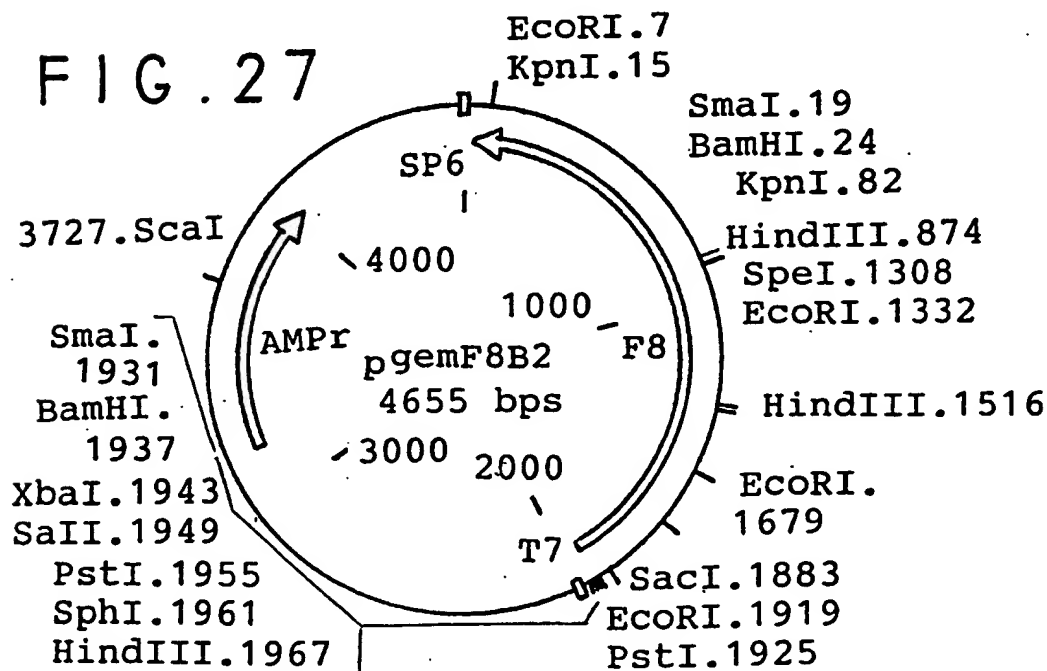 FIG.27
EcoRI.7
KpnI.15
SmaI.19
BamHI.24
KpnI.82
SP6
3727.ScaI
HindIII.874
SpeI.1308
EcoRI.1332
4000
1000
F8
AMPr
pgemF8B2
4655 bps
HindIII.1516
3000
2000
EcoRI.
1679
T7
SmaI.
1931
BamHI.
1937
XbaI.1943
SaII.1949
PstI.1955
SphI.1961
HindIII.1967
SacI.1883
EcoRI.1919
PstI.1925